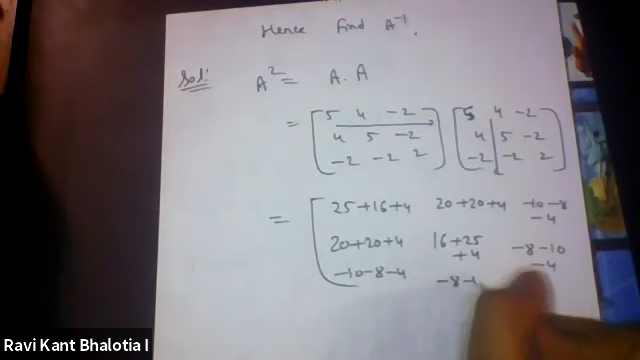 Hence Find A⁻¹.
Sol: A² = A. A
= [ 5 4 -2 ] [ 5 4 -2 ]
4 5 -2 4 5 -2
-2 -2 2 -2 -2 2
= [ 25+16+4 20+20+4 -10-8
-4
20+20+4 16+25 -8-10
+4 -4
-10-8-4 -8-1
Ravi Kant Bhalotia I